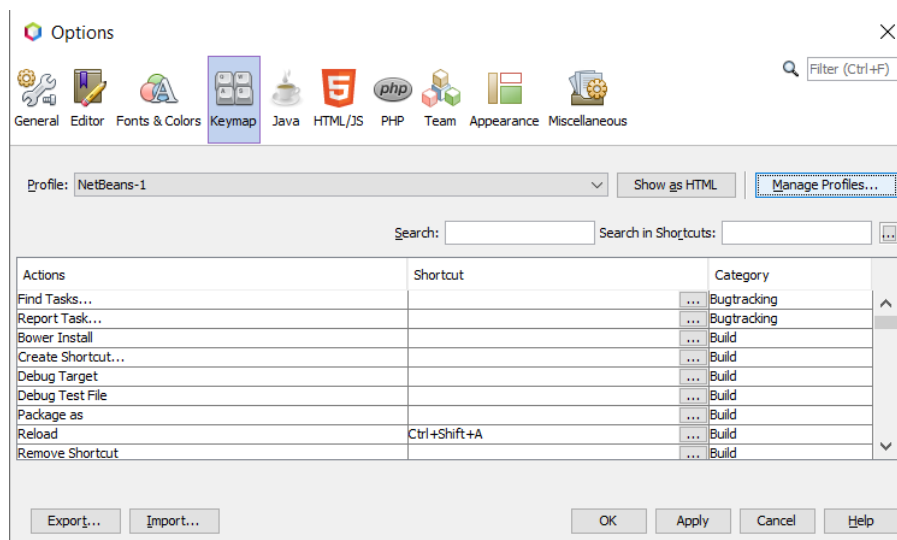 Options
Filter (Ctrl+F)
General Editor Fonts & Colors Keymap Java HTML/JS PHP Team Appearance Miscellaneous
Profile: NetBeans-1 Show as HTML Manage Profiles...
Search: Search in Shortcuts: ...
Actions Shortcut Category
Find Tasks... ... Bugtracking
Report Task... ... Bugtracking
Bower Install ... Build
Create Shortcut... ... Build
Debug Target ... Build
Debug Test File ... Build
Package as ... Build
Reload Ctrl+Shift+A ... Build
Remove Shortcut ... Build
Export... Import... OK Apply Cancel Help